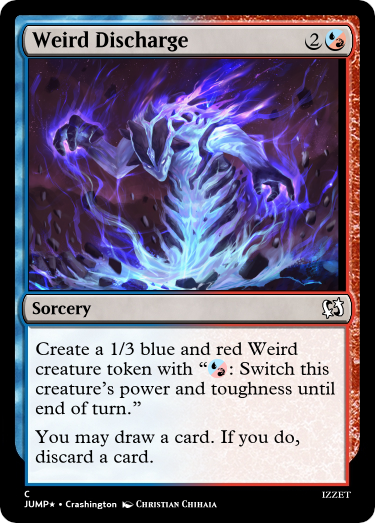 Weird Discharge 2
Sorcery
Create a 1/3 blue and red Weird
creature token with “: Switch this
creature’s power and toughness until
end of turn.”
You may draw a card. If you do,
discard a card.
C IZZET
JUMP★ • Crashington Christian Chihaia